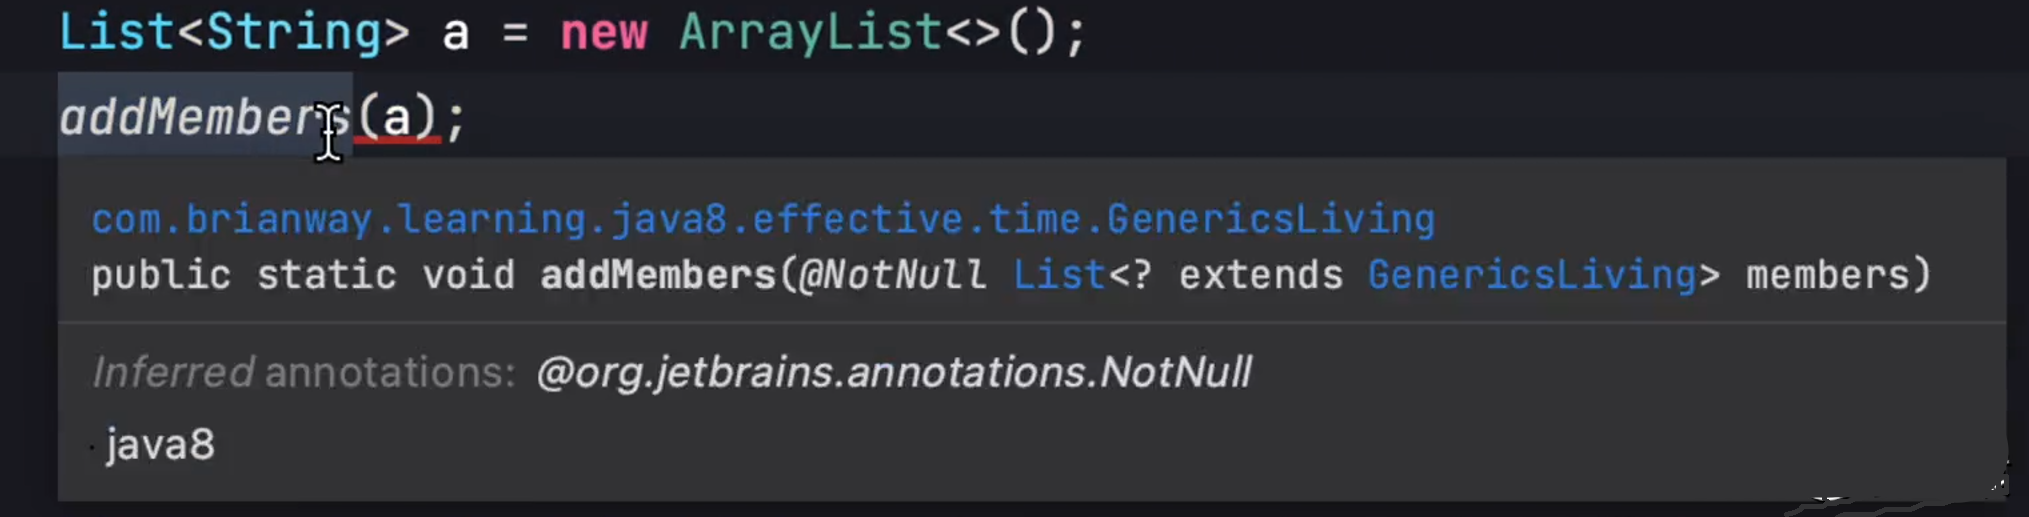 List<String> a = new ArrayList<>();
addMembers(a);
com.brianway.learning.java8.effective.time.GenericsLiving
public static void addMembers(@NotNull List<? extends GenericsLiving> members)
Inferred annotations: @org.jetbrains.annotations.NotNull
java8